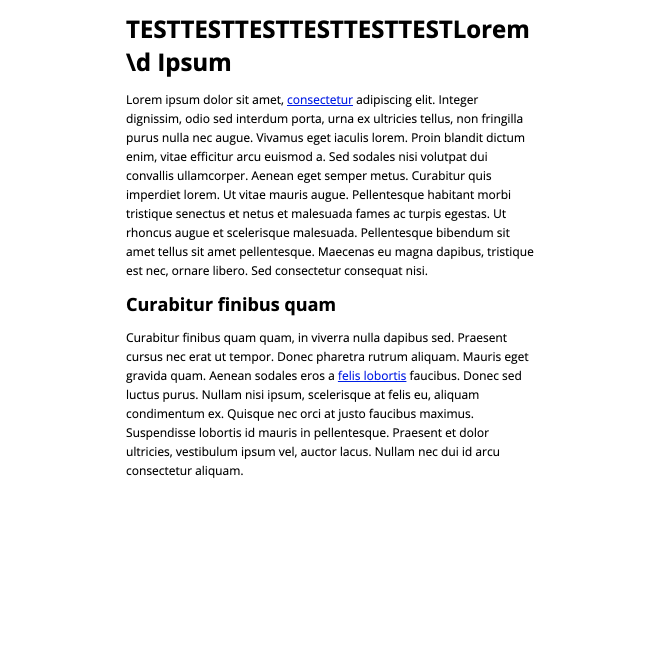 TESTTESTTESTTESTTESTTESTLorem
\d Ipsum
Lorem ipsum dolor sit amet, consectetur adipiscing elit. Integer
dignissim, odio sed interdum porta, urna ex ultricies tellus, non fringilla
purus nulla nec augue. Vivamus eget iaculis lorem. Proin blandit dictum
enim, vitae efficitur arcu euismod a. Sed sodales nisi volutpat dui
convallis ullamcorper. Aenean eget semper metus. Curabitur quis
imperdiet lorem. Ut vitae mauris augue. Pellentesque habitant morbi
tristique senectus et netus et malesuada fames ac turpis egestas. Ut
rhoncus augue et scelerisque malesuada. Pellentesque bibendum sit
amet tellus sit amet pellentesque. Maecenas eu magna dapibus, tristique
est nec, ornare libero. Sed consectetur consequat nisi.
Curabitur finibus quam
Curabitur finibus quam quam, in viverra nulla dapibus sed. Praesent
cursus nec erat ut tempor. Donec pharetra rutrum aliquam. Mauris eget
gravida quam. Aenean sodales eros a felis lobortis faucibus. Donec sed
luctus purus. Nullam nisi ipsum, scelerisque at felis eu, aliquam
condimentum ex. Quisque nec orci at justo faucibus maximus.
Suspendisse lobortis id mauris in pellentesque. Praesent et dolor
ultricies, vestibulum ipsum vel, auctor lacus. Nullam nec dui id arcu
consectetur aliquam.